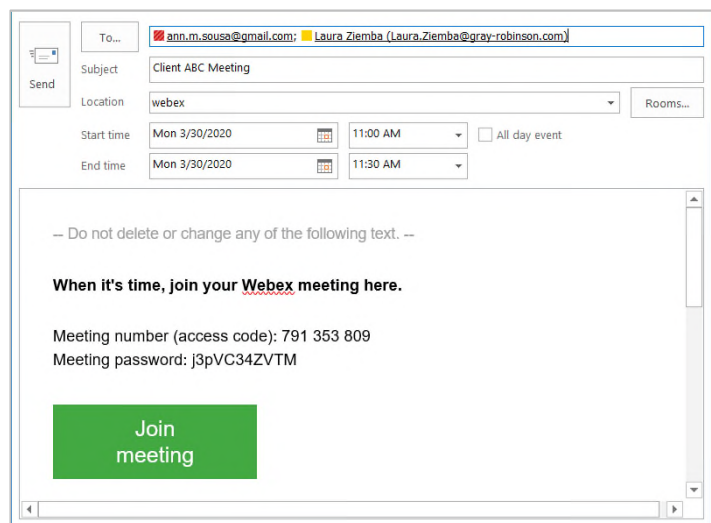 Send
To... ann.m.sousa@gmail.com; Laura Ziemba (Laura.Ziemba@gray-robinson.com)
Subject Client ABC Meeting
Location webex Rooms...
Start time Mon 3/30/2020 11:00 AM All day event
End time Mon 3/30/2020 11:30 AM
-- Do not delete or change any of the following text. --
When it's time, join your Webex meeting here.
Meeting number (access code): 791 353 809
Meeting password: j3pVC34ZVTM
Join
meeting